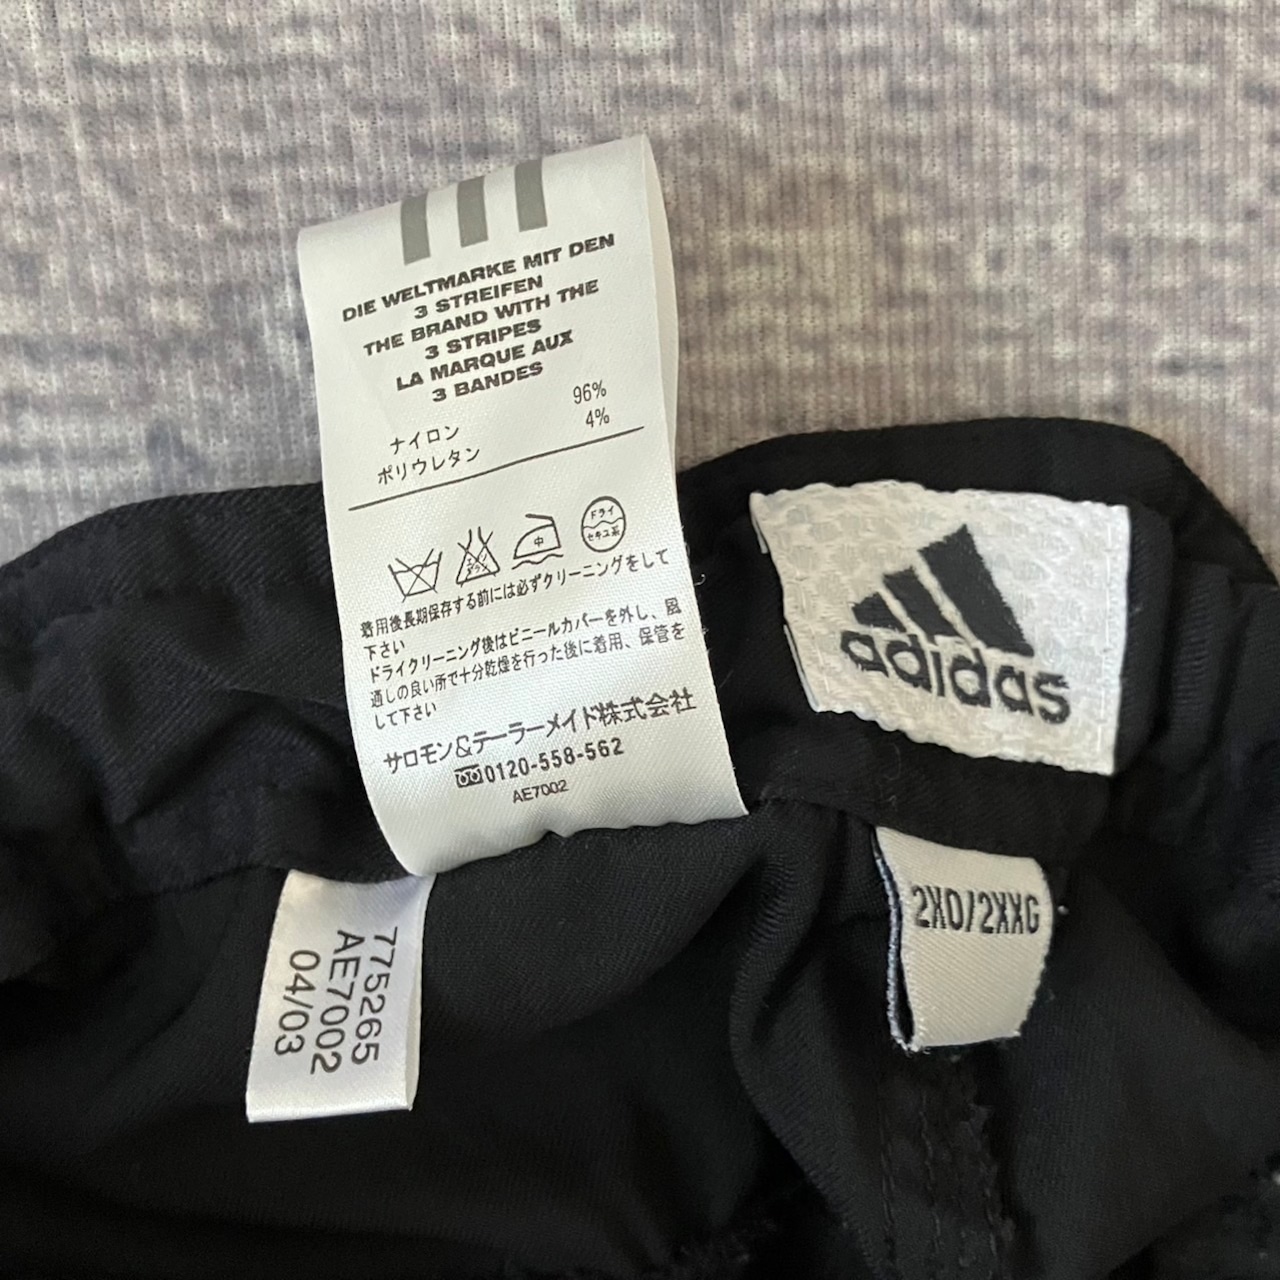 DIE WELTMARKE MIT DEN
3 STREIFEN
THE BRAND WITH THE
3 STRIPES
LA MARQUE AUX
3 BANDES
ナイロン 96%
ポリウレタン 4%
中
ドライ
セキユ系
着用後長期保存する前には必ずクリーニングをして
下さい
ドライクリーニング後はビニールカバーを外し、風
通しの良い所で十分乾燥を行った後に着用、保管を
して下さい
サロモン&テーラーメイド株式会社
0120-558-562
AE7002
adidas
2XO/2XXG
775265
AE7002
04/03